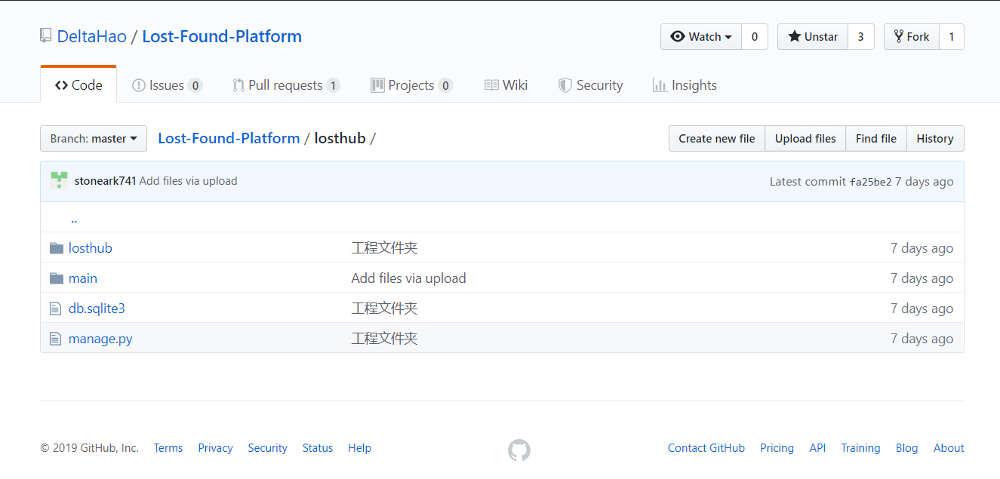 DeltaHao / Lost-Found-Platform Watch 0 Unstar 3 Fork 1
Code Issues 0 Pull requests 1 Projects 0 Wiki Security Insights
Branch: master Lost-Found-Platform / losthub / Create new file Upload files Find file History
stoneark741 Add files via upload Latest commit fa25be2 7 days ago
..
losthub 工程文件夹 7 days ago
main Add files via upload 7 days ago
db.sqlite3 工程文件夹 7 days ago
manage.py 工程文件夹 7 days ago
© 2019 GitHub, Inc. Terms Privacy Security Status Help Contact GitHub Pricing API Training Blog About